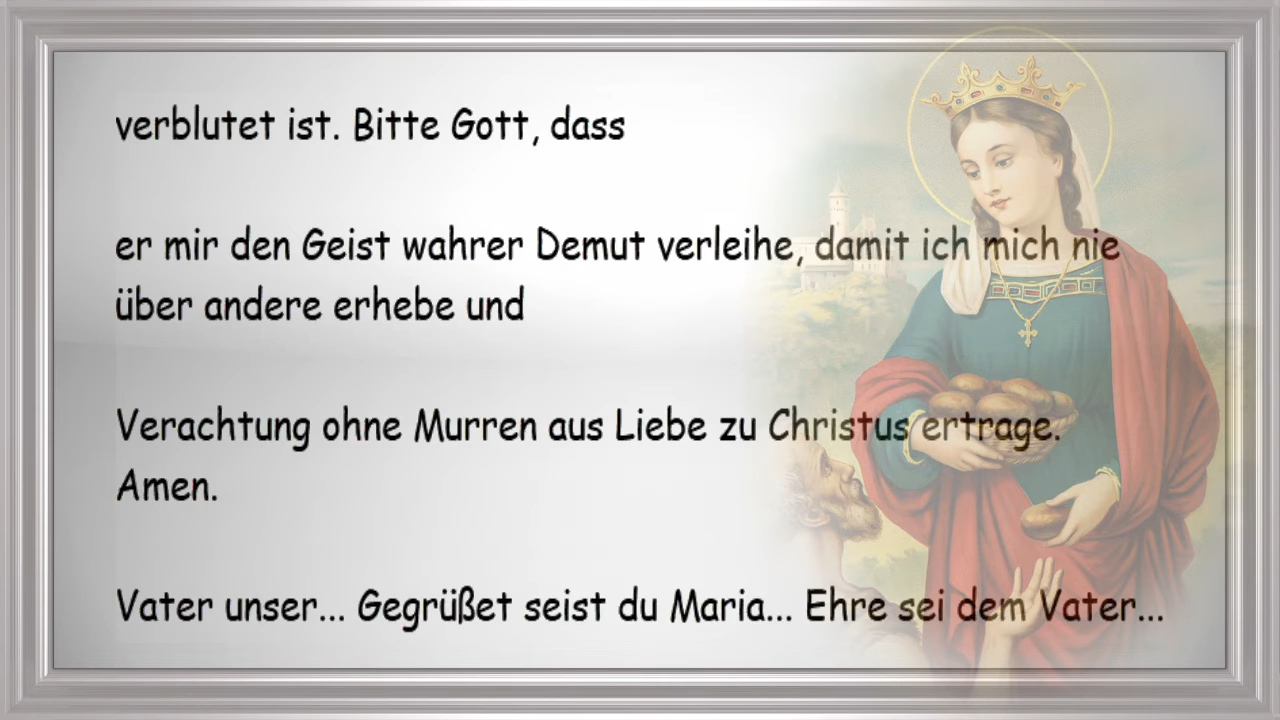 verblutet ist. Bitte Gott, dass
er mir den Geist wahrer Demut verleihe, damit ich mich nie
über andere erhebe und
Verachtung ohne Murren aus Liebe zu Christus ertrage.
Amen.
Vater unser... Gegrüßet seist du Maria... Ehre sei dem Vater...